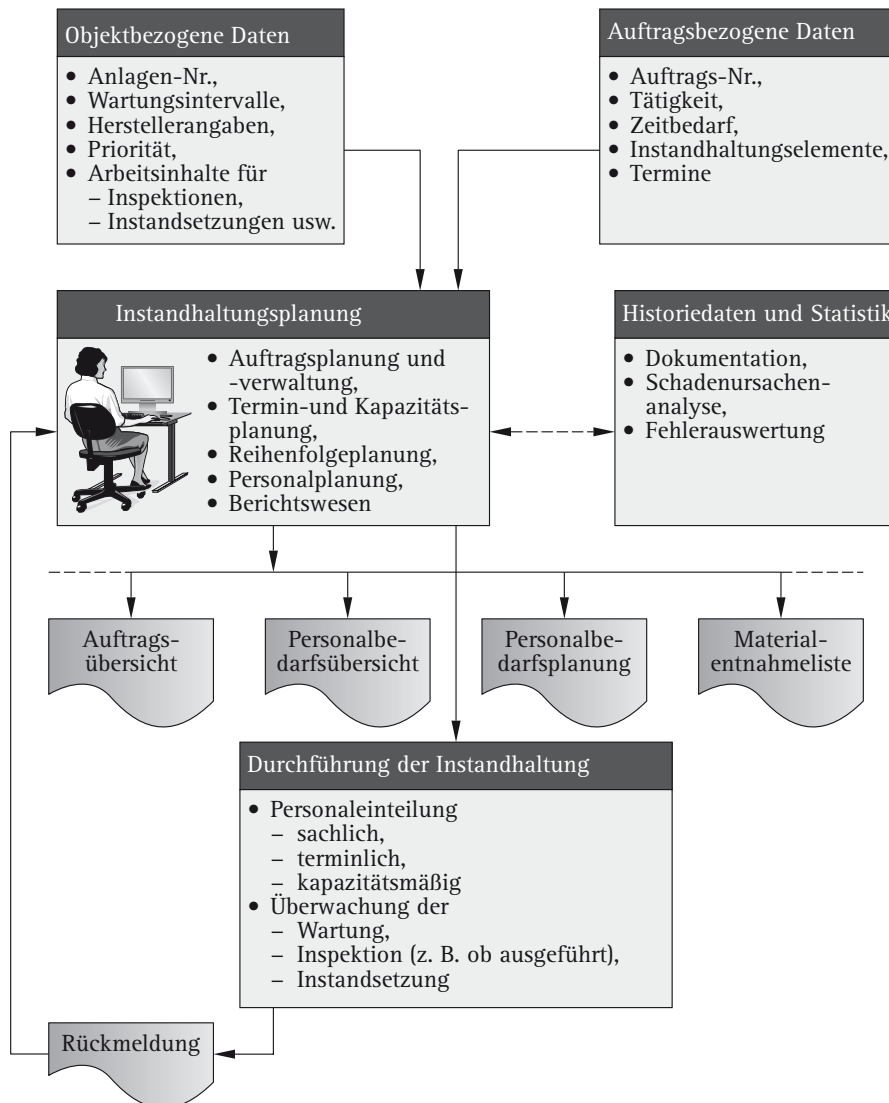 Objektbezogene Daten
• Anlagen-Nr.,
• Wartungsintervalle,
• Herstellerangaben,
• Priorität,
• Arbeitsinhalte für
– Inspektionen,
– Instandsetzungen usw.
Auftragsbezogene Daten
• Auftrags-Nr.,
• Tätigkeit,
• Zeitbedarf,
• Instandhaltungselemente,
• Termine
Instandhaltungsplanung
• Auftragsplanung und
-verwaltung,
• Termin-und Kapazitäts-
planung,
• Reihenfolgeplanung,
• Personalplanung,
• Berichtswesen
Historiedaten und Statistik
• Dokumentation,
• Schadenursachen-
analyse,
• Fehlerauswertung
Auftrags-
übersicht
Personalbe-
darfsübersicht
Personalbe-
darfsplanung
Material-
entnahmeliste
Durchführung der Instandhaltung
• Personaleinteilung
– sachlich,
– terminlich,
– kapazitätsmäßig
• Überwachung der
– Wartung,
– Inspektion (z. B. ob ausgeführt),
– Instandsetzung
Rückmeldung